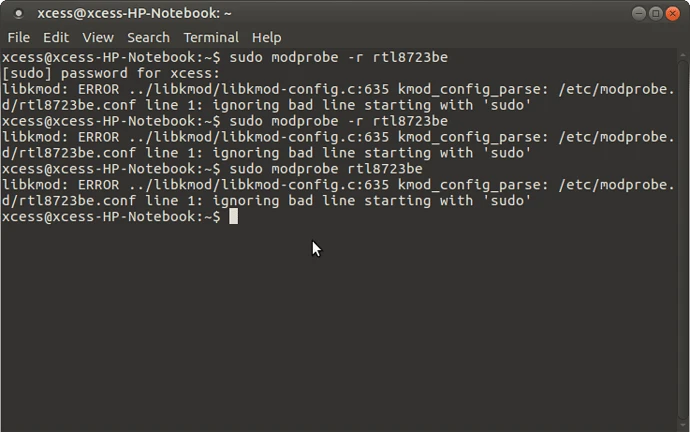 xcess@xcess-HP-Notebook: ~
File Edit View Search Terminal Help
xcess@xcess-HP-Notebook:~$ sudo modprobe -r rtl8723be
[sudo] password for xcess:
libkmod: ERROR ../libkmod/libkmod-config.c:635 kmod_config_parse: /etc/modprobe.
d/rtl8723be.conf line 1: ignoring bad line starting with 'sudo'
xcess@xcess-HP-Notebook:~$ sudo modprobe -r rtl8723be
libkmod: ERROR ../libkmod/libkmod-config.c:635 kmod_config_parse: /etc/modprobe.
d/rtl8723be.conf line 1: ignoring bad line starting with 'sudo'
xcess@xcess-HP-Notebook:~$ sudo modprobe rtl8723be
libkmod: ERROR ../libkmod/libkmod-config.c:635 kmod_config_parse: /etc/modprobe.
d/rtl8723be.conf line 1: ignoring bad line starting with 'sudo'
xcess@xcess-HP-Notebook:~$